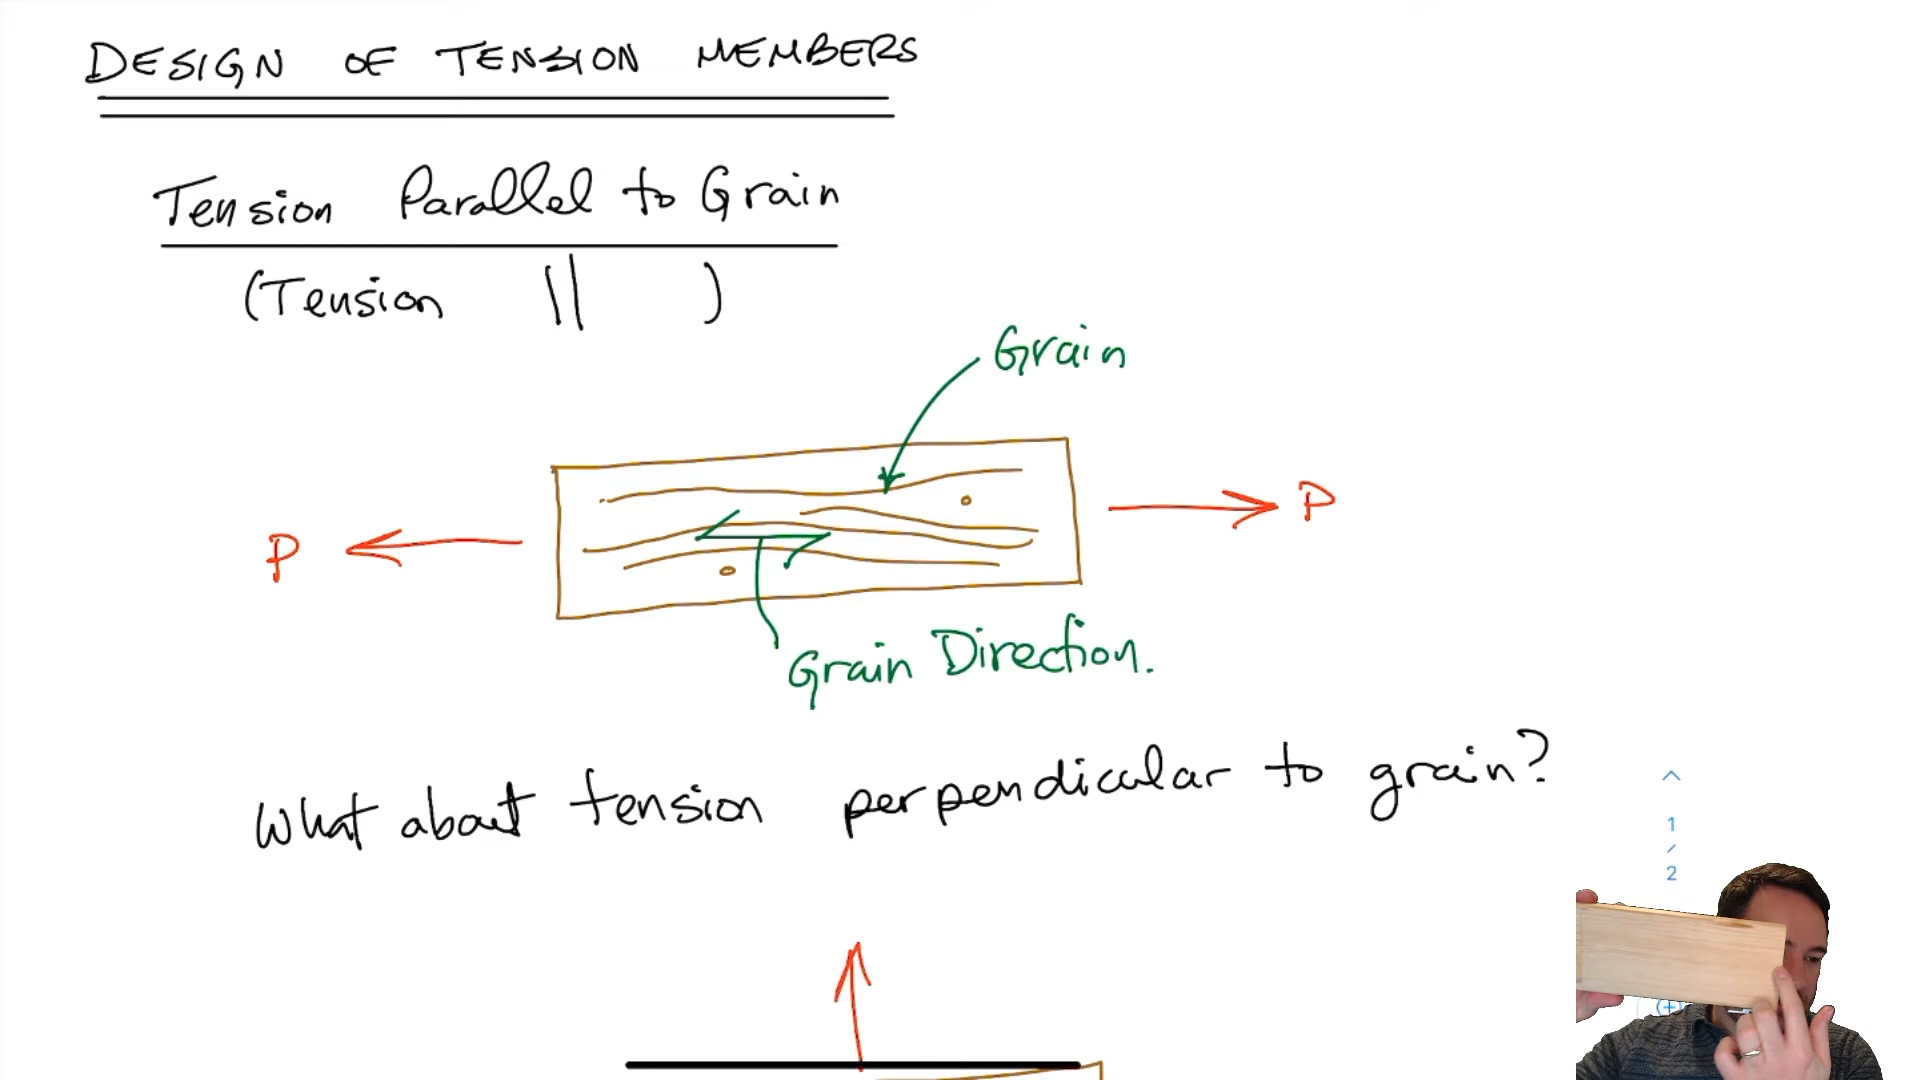 DESIGN OF TENSION MEMBERS
Tension Parallel to Grain
(Tension || )
Grain
P
P
Grain Direction.
What about tension perpendicular to grain?
1
/
2